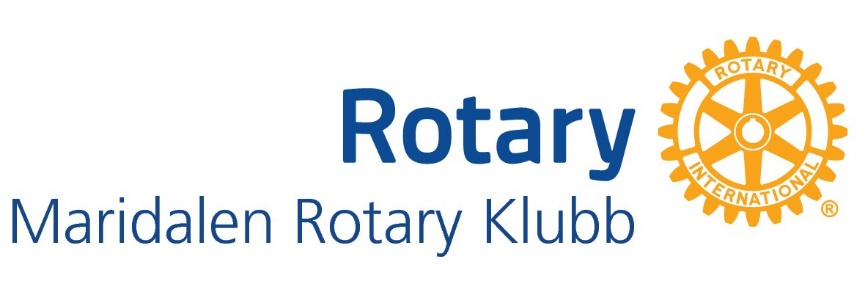 Rotary
Maridalen Rotary Klubb
ROTARY
INTERNATIONAL
®